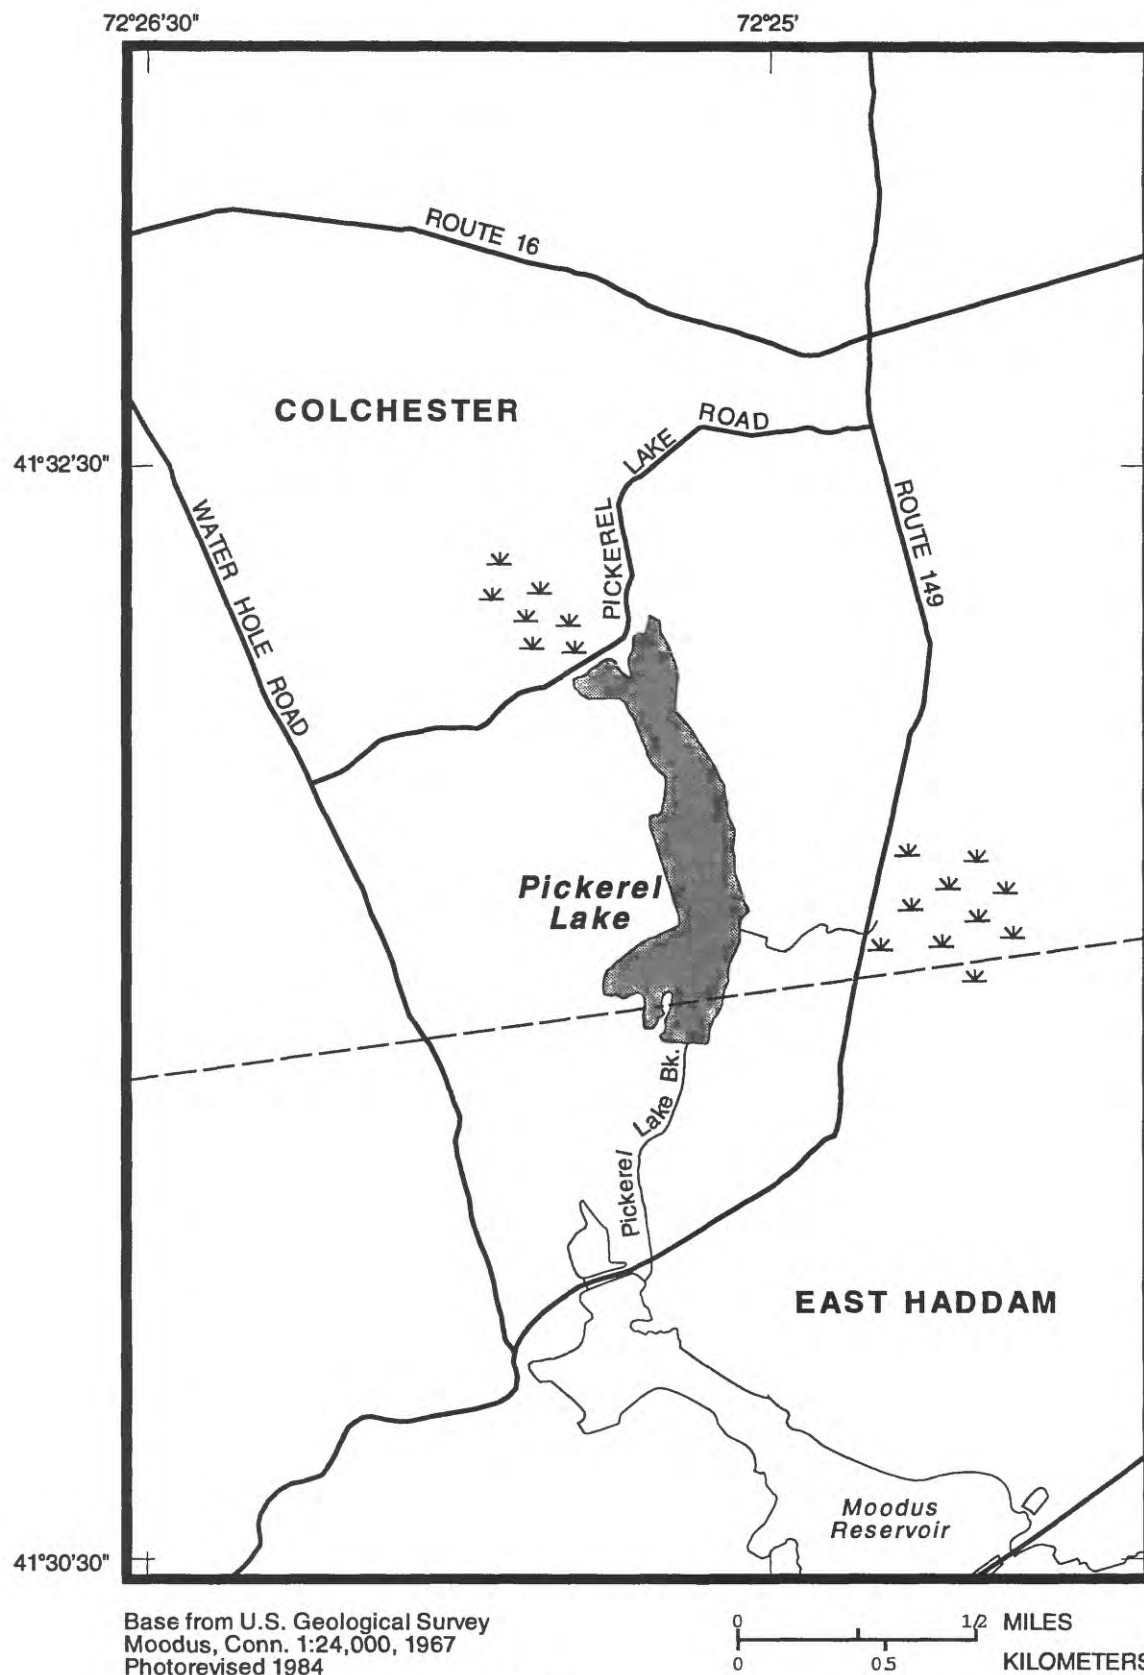 72°26'30" 72°25'
ROUTE 16
COLCHESTER
ROAD
LAKE
PICKEREL
41°32'30"
WATER HOLE ROAD
ROUTE 149
Pickerel
Lake
Pickerel Lake Bk.
EAST HADDAM
Moodus
Reservoir
41°30'30"
Base from U.S. Geological Survey
Moodus, Conn. 1:24,000, 1967
Photorevised 1984
0 1/2 MILES
0 0.5 KILOMETERS